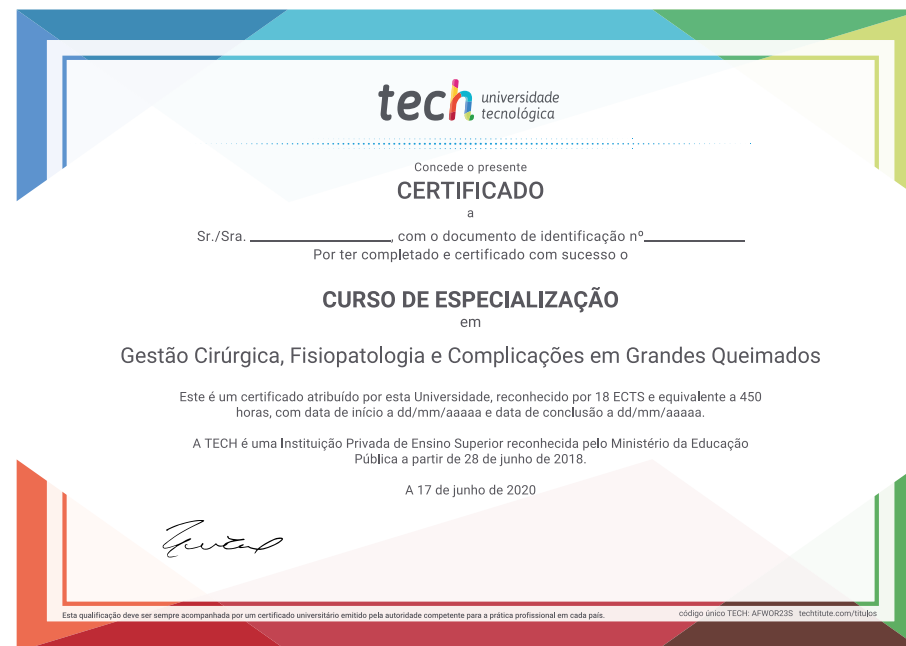 tech universidade
tecnológica
Concede o presente
CERTIFICADO
a
Sr./Sra. ____________, com o documento de identificação nº____________
Por ter completado e certificado com sucesso o
CURSO DE ESPECIALIZAÇÃO
em
Gestão Cirúrgica, Fisiopatologia e Complicações em Grandes Queimados
Este é um certificado atribuído por esta Universidade, reconhecido por 18 ECTS e equivalente a 450
horas, com data de início a dd/mm/aaaaa e data de conclusão a dd/mm/aaaaa.
A TECH é uma Instituição Privada de Ensino Superior reconhecida pelo Ministério da Educação
Pública a partir de 28 de junho de 2018.
A 17 de junho de 2020
Esta qualificação deve ser sempre acompanhada por um certificado universitário emitido pela autoridade competente para a prática profissional em cada país.
código único TECH: AFWOR23S techtitute.com/titulos